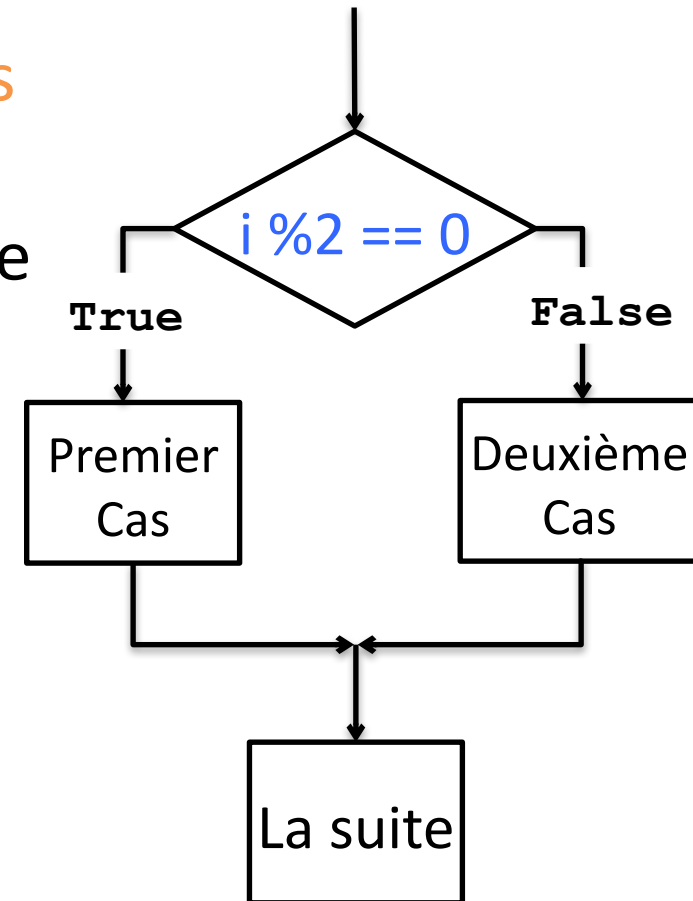 s
i %2 == 0
e
True
False
Premier
Cas
Deuxième
Cas
La suite